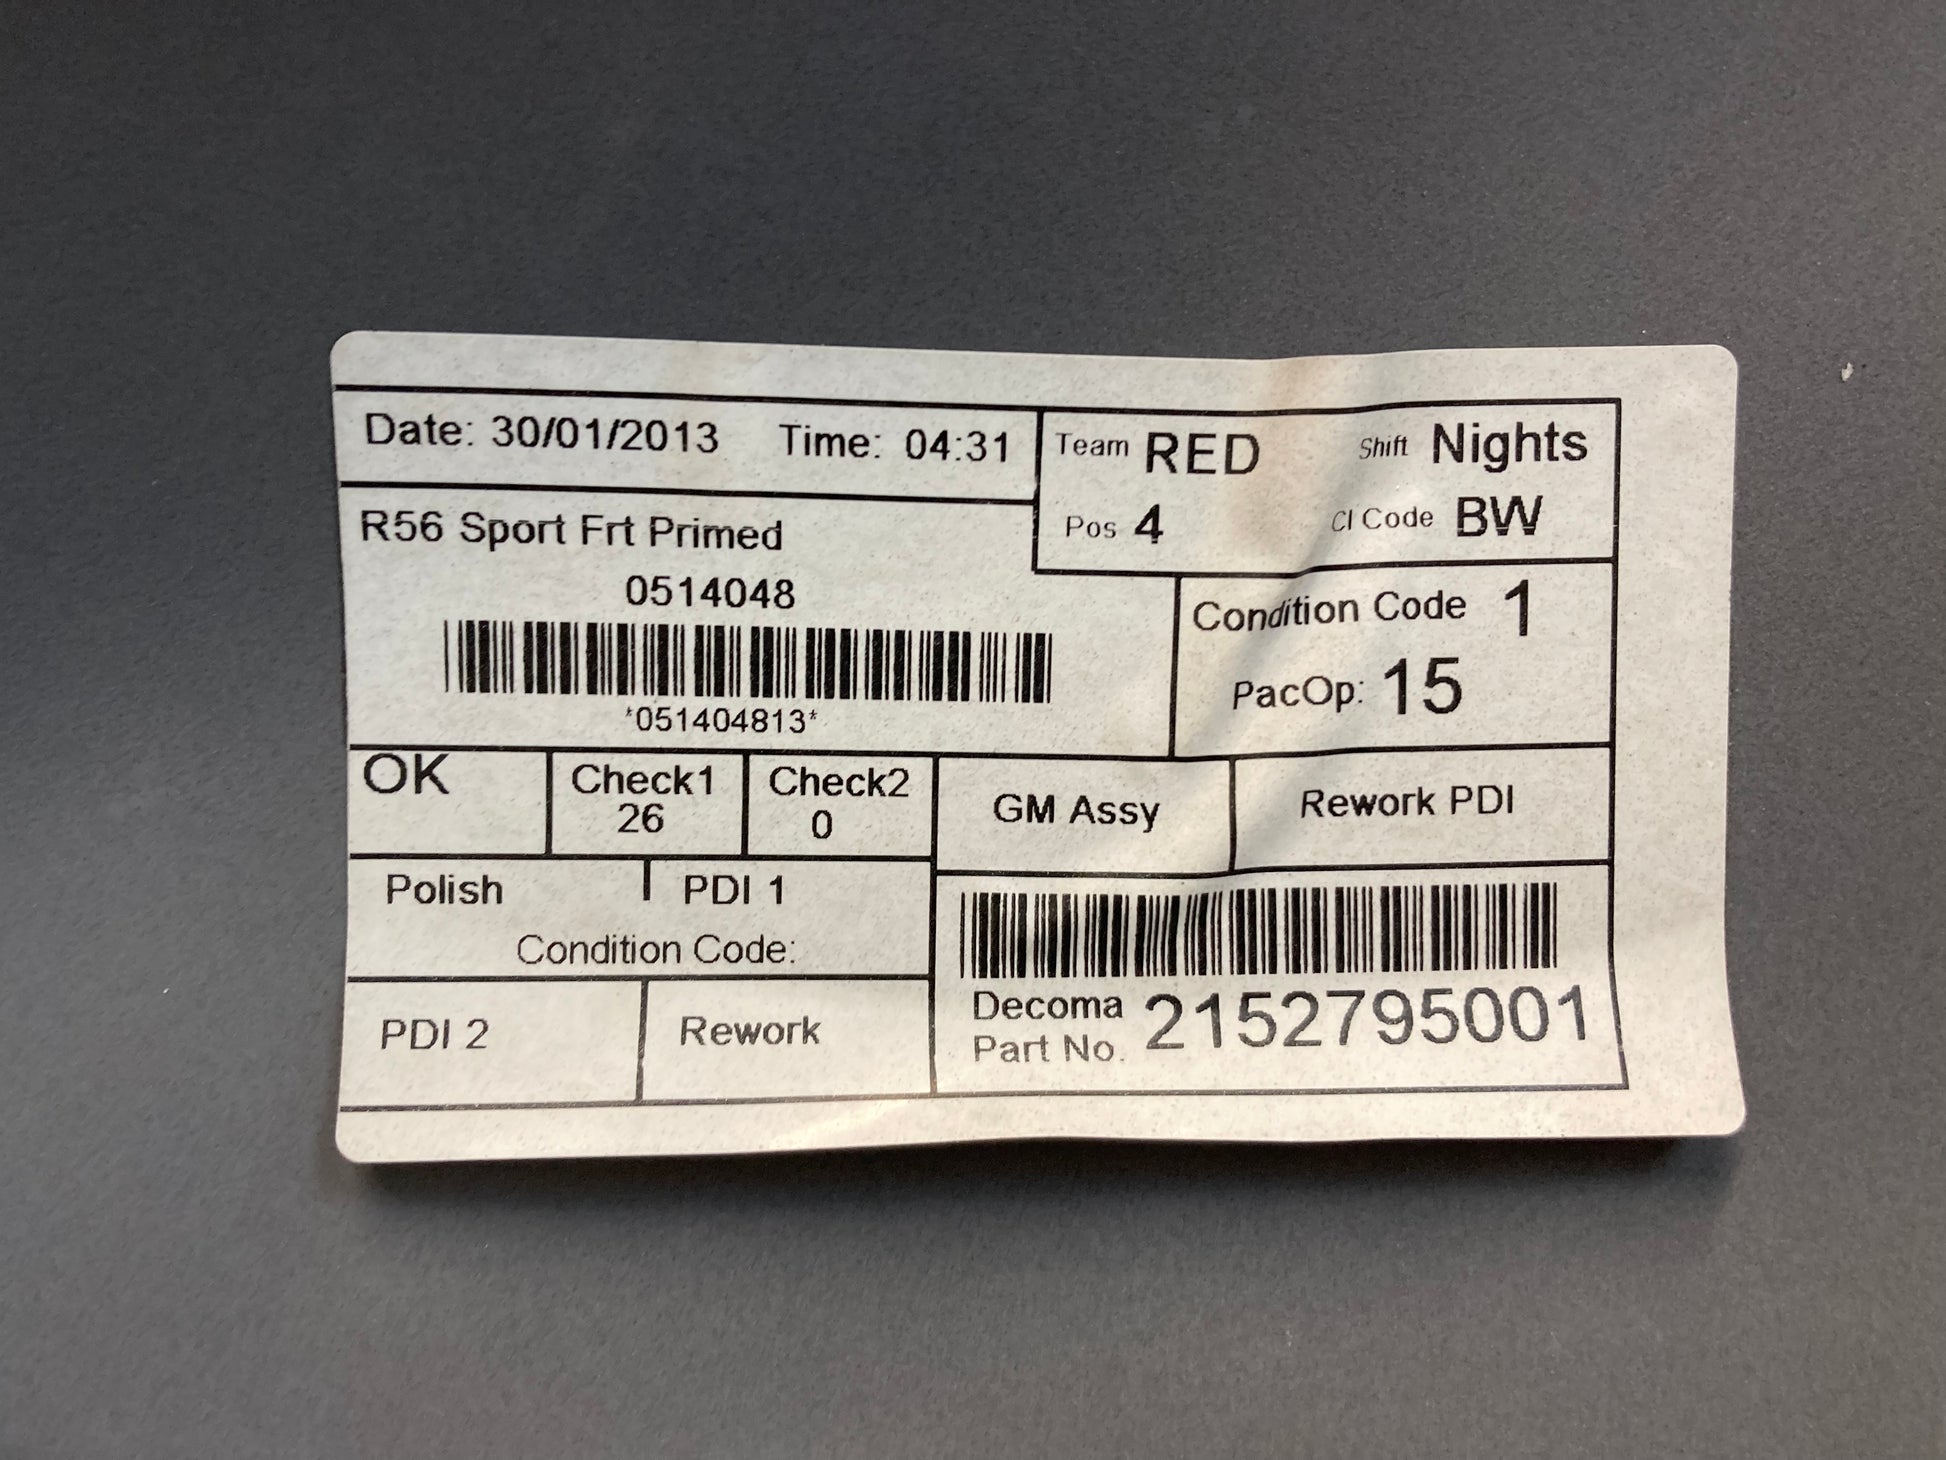 Date: 30/01/2013 Time: 04:31
Team RED Shift Nights
Pos 4 CI Code BW
R56 Sport Frt Primed
0514048
*051404813*
Condition Code 1
PacOp: 15
OK
Check1
26
Check2
0
GM Assy
Rework PDI
Polish
PDI 1
Condition Code:
PDI 2
Rework
Decoma
Part No. 2152795001